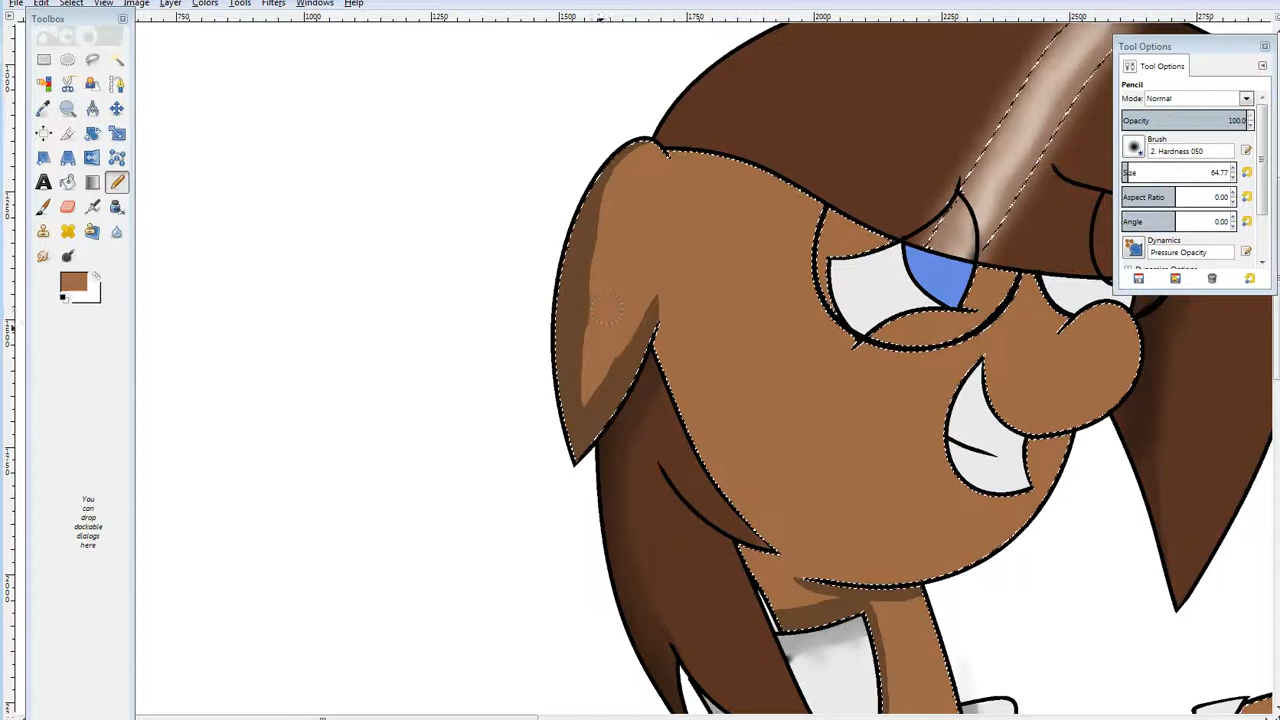 File Edit Select View Image Layer Colors Tools Filters Windows Help
Toolbox
750 1000 1250 1500 1750 2000 2250 2500 2750
Tool Options
Tool Options
Pencil
Mode: Normal
Opacity 100.0
Brush
2. Hardness 050
Size 64.77
Aspect Ratio 0.00
Angle 0.00
Dynamics
Pressure Opacity
You
can
drop
dockable
dialogs
here